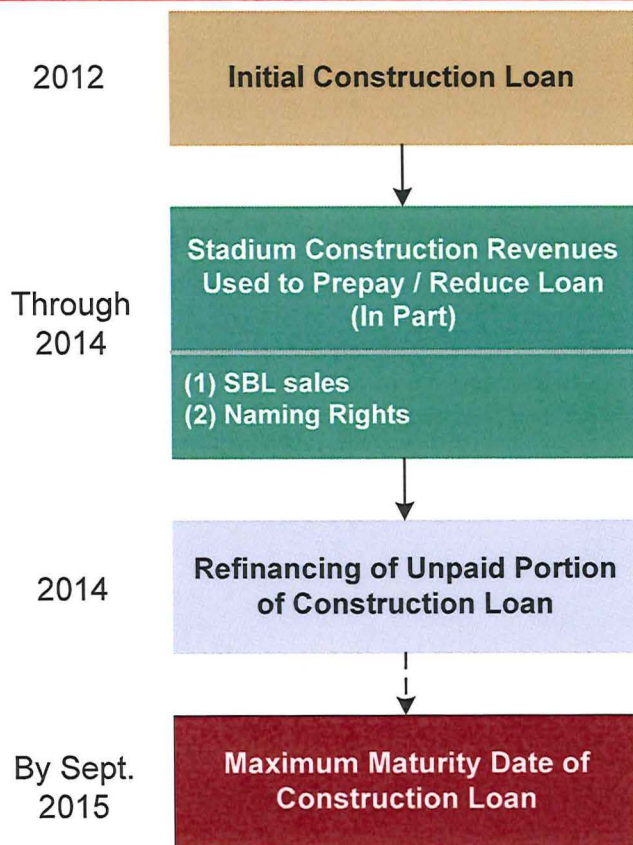 2012
Initial Construction Loan
Through
2014
Stadium Construction Revenues
Used to Prepay / Reduce Loan
(In Part)
(1) SBL sales
(2) Naming Rights
2014
Refinancing of Unpaid Portion
of Construction Loan
By Sept.
2015
Maximum Maturity Date of
Construction Loan